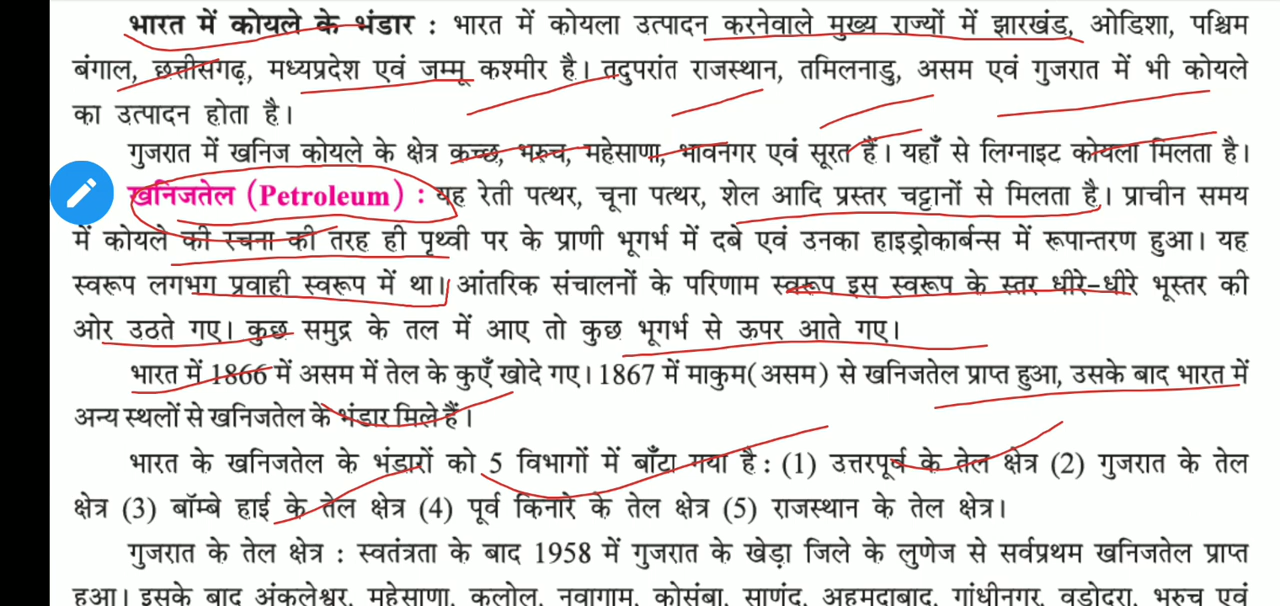 भारत में कोयले के भंडार : भारत में कोयला उत्पादन करनेवाले मुख्य राज्यों में झारखंड, ओडिशा, पश्चिम
बंगाल, छत्तीसगढ़, मध्यप्रदेश एवं जम्मू कश्मीर है। तदुपरांत राजस्थान, तमिलनाडु, असम एवं गुजरात में भी कोयले
का उत्पादन होता है।
गुजरात में खनिज कोयले के क्षेत्र कच्छ, भरुच, महेसाणा, भावनगर एवं सूरत हैं। यहाँ से लिग्नाइट कोयला मिलता है।
खनिजतेल (Petroleum) : यह रेती पत्थर, चूना पत्थर, शेल आदि प्रस्तर चट्टानों से मिलता है। प्राचीन समय
में कोयले की रचना की तरह ही पृथ्वी पर के प्राणी भूगर्भ में दबे एवं उनका हाइड्रोकार्बन्स में रूपान्तरण हुआ। यह
स्वरूप लगभग प्रवाही स्वरूप में था। आंतरिक संचालनों के परिणाम स्वरूप इस स्वरूप के स्तर धीरे-धीरे भूस्तर की
ओर उठते गए। कुछ समुद्र के तल में आए तो कुछ भूगर्भ से ऊपर आते गए।
भारत में 1866 में असम में तेल के कुएँ खोदे गए। 1867 में माकुम(असम) से खनिजतेल प्राप्त हुआ, उसके बाद भारत में
अन्य स्थलों से खनिजतेल के भंडार मिले हैं।
भारत के खनिजतेल के भंडारों को 5 विभागों में बाँटा गया है : (1) उत्तरपूर्व के तेल क्षेत्र (2) गुजरात के तेल
क्षेत्र (3) बॉम्बे हाई के तेल क्षेत्र (4) पूर्व किनारे के तेल क्षेत्र (5) राजस्थान के तेल क्षेत्र।
गुजरात के तेल क्षेत्र : स्वतंत्रता के बाद 1958 में गुजरात के खेड़ा जिले के लुणेज से सर्वप्रथम खनिजतेल प्राप्त
हुआ। इसके बाद अंकलेश्वर, महेसाणा, कलोल, नवागाम, कोसंबा, साणंद, अहमदाबाद, गांधीनगर, वडोदरा, भरुच एवं